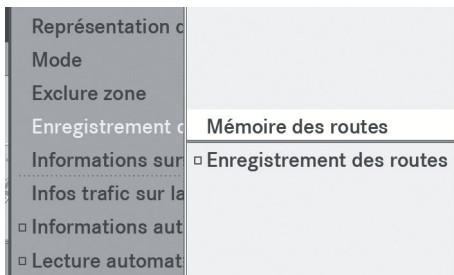 Représentation
Mode
Exclure zone
Enregistrement
Mémoire des routes
Informations sur
Enregistrement des routes
Infos trafic sur la
Informations aut
Lecture automat